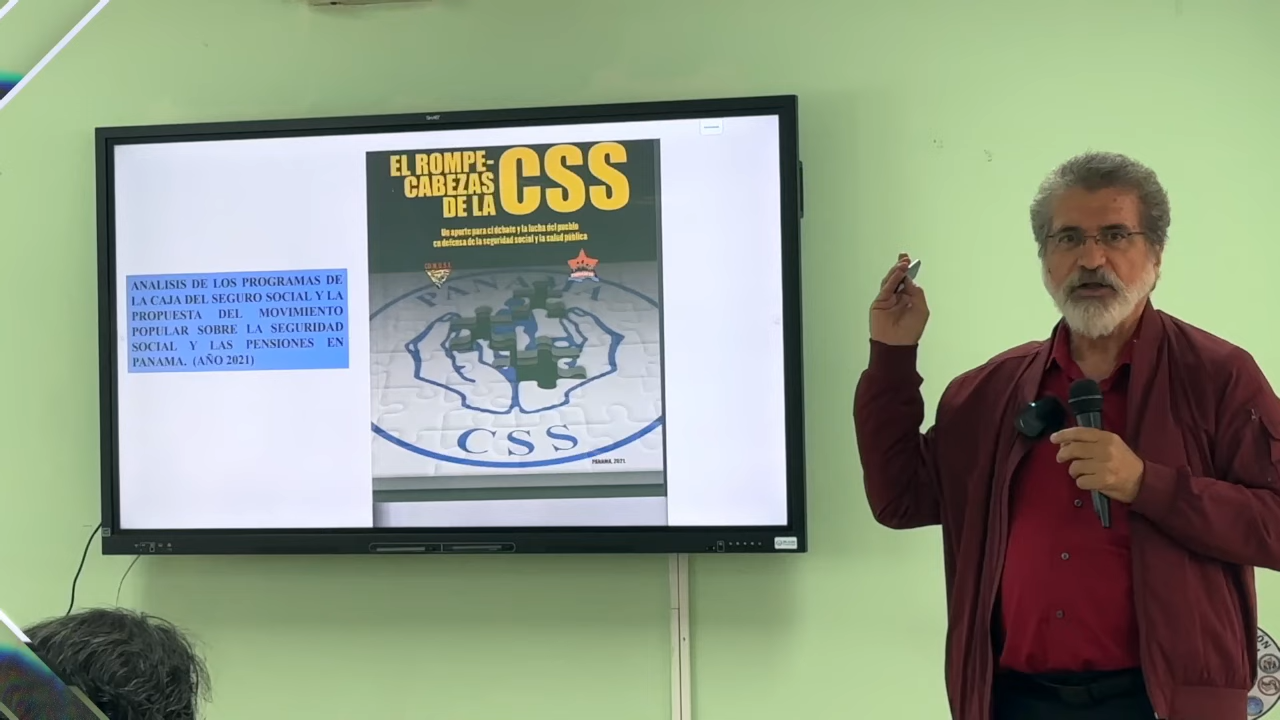 ANALISIS DE LOS PROGRAMAS DE
LA CAJA DEL SEGURO SOCIAL Y LA
PROPUESTA DEL MOVIMIENTO
POPULAR SOBRE LA SEGURIDAD
SOCIAL Y LAS PENSIONES EN
PANAMA. (AÑO 2021)
EL ROMPE-
CABEZAS
DE LA
CSS
Un aporte para el debate y la lucha del pueblo
en defensa de la seguridad social y la salud pública
PANAMA
CSS
PANAMA, 2021